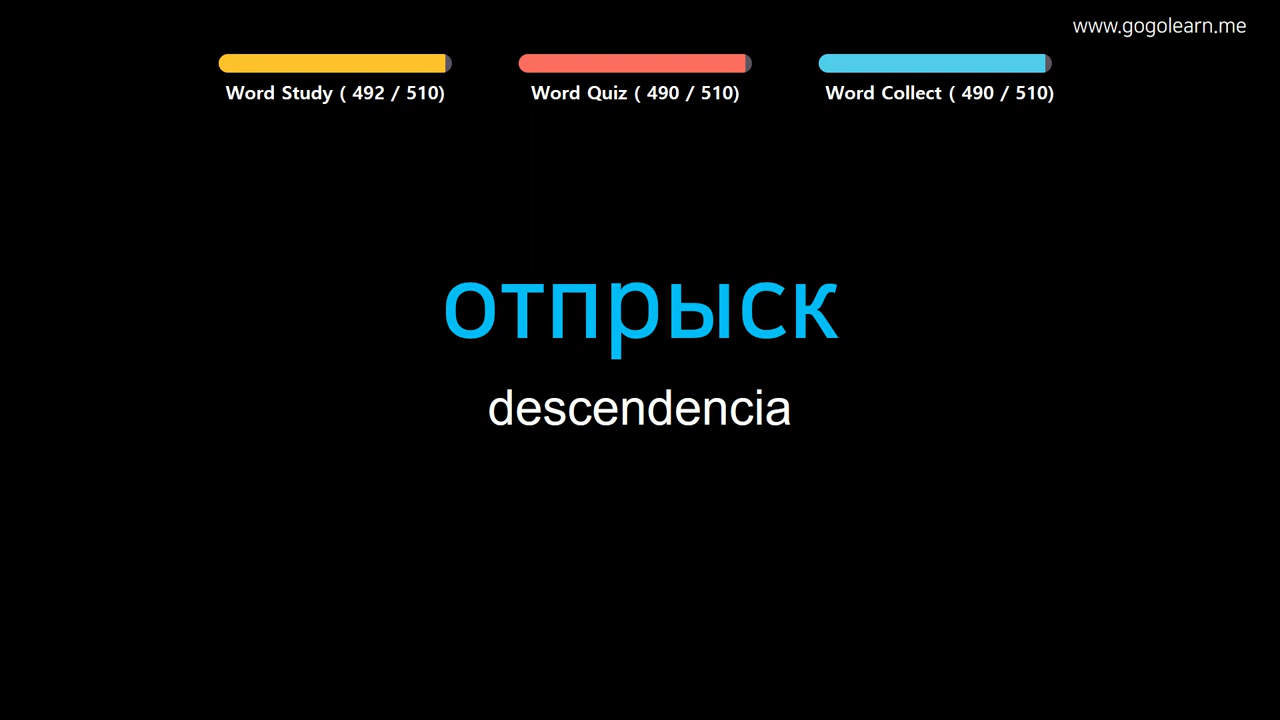 www.gogolearn.me
Word Study ( 492 / 510)
Word Quiz ( 490 / 510)
Word Collect ( 490 / 510)
отпрыск
descendencia